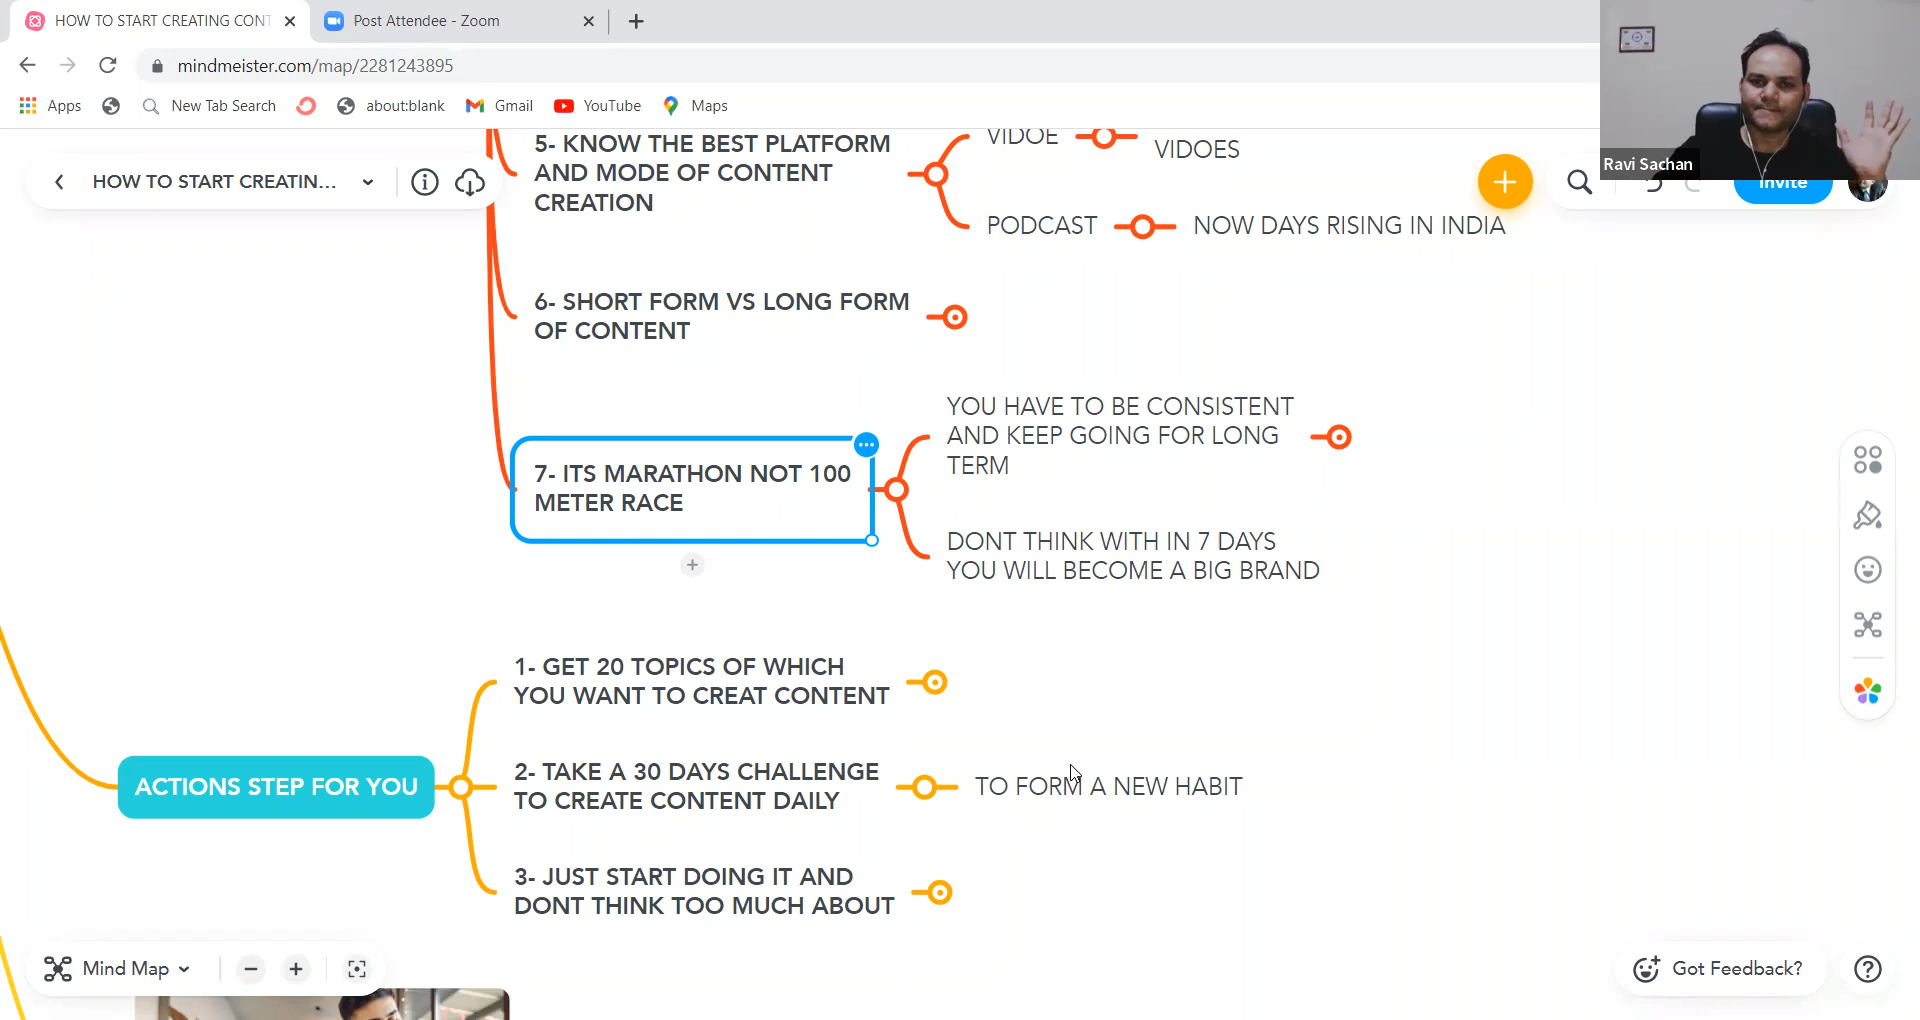 HOW TO START CREATING CONT
Post Attendee - Zoom
mindmeister.com/map/2281243895
Apps
New Tab Search
about:blank
Gmail
YouTube
Maps
Ravi Sachan
HOW TO START CREATIN...
Invite
5- KNOW THE BEST PLATFORM
AND MODE OF CONTENT
CREATION
VIDOE
VIDOES
PODCAST
NOW DAYS RISING IN INDIA
6- SHORT FORM VS LONG FORM
OF CONTENT
7- ITS MARATHON NOT 100
METER RACE
YOU HAVE TO BE CONSISTENT
AND KEEP GOING FOR LONG
TERM
DONT THINK WITH IN 7 DAYS
YOU WILL BECOME A BIG BRAND
ACTIONS STEP FOR YOU
1- GET 20 TOPICS OF WHICH
YOU WANT TO CREAT CONTENT
2- TAKE A 30 DAYS CHALLENGE
TO CREATE CONTENT DAILY
TO FORM A NEW HABIT
3- JUST START DOING IT AND
DONT THINK TOO MUCH ABOUT
Mind Map
Got Feedback?